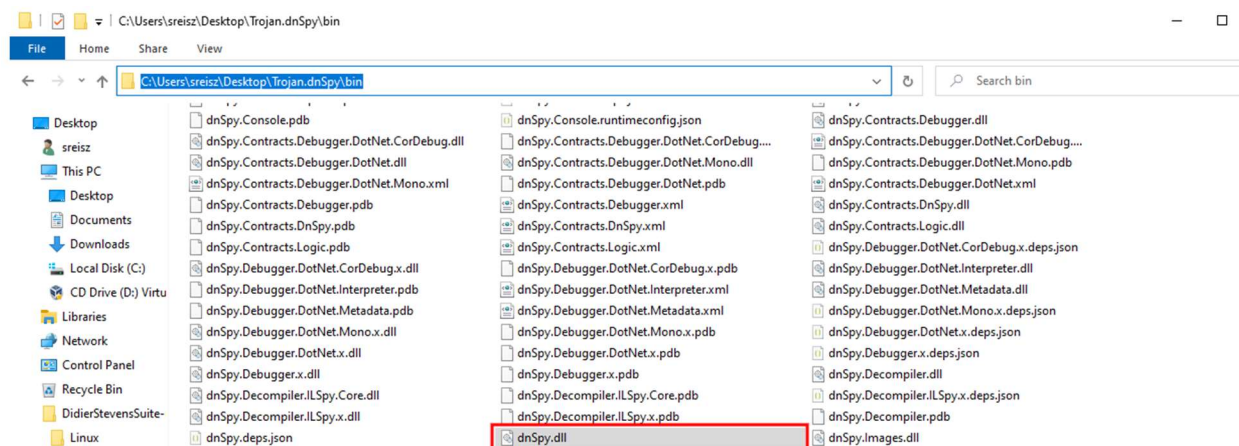 C:\Users\sreisz\Desktop\Trojan.dnSpy\bin
File Home Share View
C:\Users\sreisz\Desktop\Trojan.dnSpy\bin Search bin
Desktop
sreisz
This PC
Desktop
Documents
Downloads
Local Disk (C:)
CD Drive (D:) Virtu
Libraries
Network
Control Panel
Recycle Bin
DidierStevensSuite-
Linux
dnSpy.Console.pdb dnSpy.Console.runtimeconfig.json dnSpy.Contracts.Debugger.dll
dnSpy.Contracts.Debugger.DotNet.CorDebug.dll dnSpy.Contracts.Debugger.DotNet.CorDebug.... dnSpy.Contracts.Debugger.DotNet.CorDebug....
dnSpy.Contracts.Debugger.DotNet.dll dnSpy.Contracts.Debugger.DotNet.Mono.dll dnSpy.Contracts.Debugger.DotNet.Mono.pdb
dnSpy.Contracts.Debugger.DotNet.Mono.xml dnSpy.Contracts.Debugger.DotNet.pdb dnSpy.Contracts.Debugger.DotNet.xml
dnSpy.Contracts.Debugger.pdb dnSpy.Contracts.Debugger.xml dnSpy.Contracts.DnSpy.dll
dnSpy.Contracts.DnSpy.pdb dnSpy.Contracts.DnSpy.xml dnSpy.Contracts.Logic.dll
dnSpy.Contracts.Logic.pdb dnSpy.Contracts.Logic.xml dnSpy.Debugger.DotNet.CorDebug.x.deps.json
dnSpy.Debugger.DotNet.CorDebug.x.dll dnSpy.Debugger.DotNet.CorDebug.x.pdb dnSpy.Debugger.DotNet.Interpreter.dll
dnSpy.Debugger.DotNet.Interpreter.pdb dnSpy.Debugger.DotNet.Interpreter.xml dnSpy.Debugger.DotNet.Metadata.dll
dnSpy.Debugger.DotNet.Metadata.pdb dnSpy.Debugger.DotNet.Metadata.xml dnSpy.Debugger.DotNet.Mono.x.deps.json
dnSpy.Debugger.DotNet.Mono.x.dll dnSpy.Debugger.DotNet.Mono.x.pdb dnSpy.Debugger.DotNet.x.deps.json
dnSpy.Debugger.DotNet.x.dll dnSpy.Debugger.DotNet.x.pdb dnSpy.Debugger.x.deps.json
dnSpy.Debugger.x.dll dnSpy.Debugger.x.pdb dnSpy.Decompiler.dll
dnSpy.Decompiler.ILSpy.Core.dll dnSpy.Decompiler.ILSpy.Core.pdb dnSpy.Decompiler.ILSpy.x.deps.json
dnSpy.Decompiler.ILSpy.x.dll dnSpy.Decompiler.ILSpy.x.pdb dnSpy.Decompiler.pdb
dnSpy.deps.json dnSpy.dll dnSpy.Images.dll